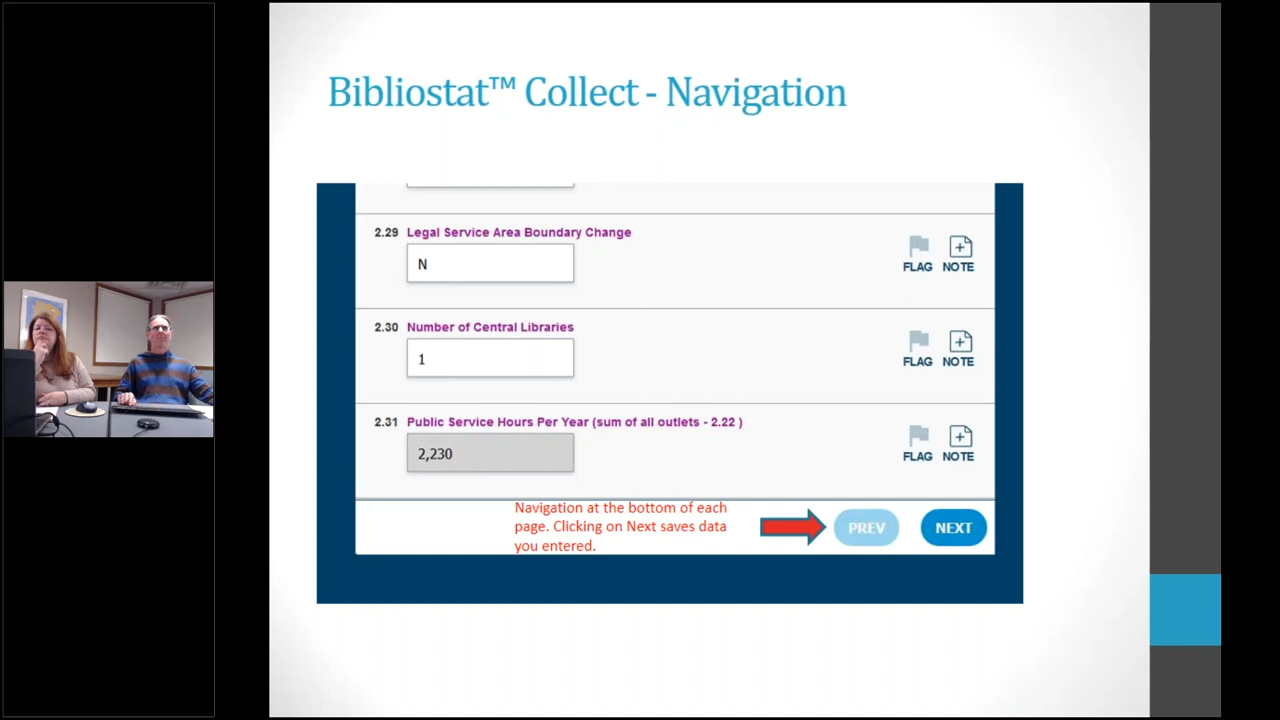 Bibliostat™ Collect - Navigation
2.29 Legal Service Area Boundary Change
N
FLAG NOTE
2.30 Number of Central Libraries
1
FLAG NOTE
2.31 Public Service Hours Per Year (sum of all outlets - 2.22 )
2,230
FLAG NOTE
Navigation at the bottom of each
page. Clicking on Next saves data
you entered.
PREV NEXT